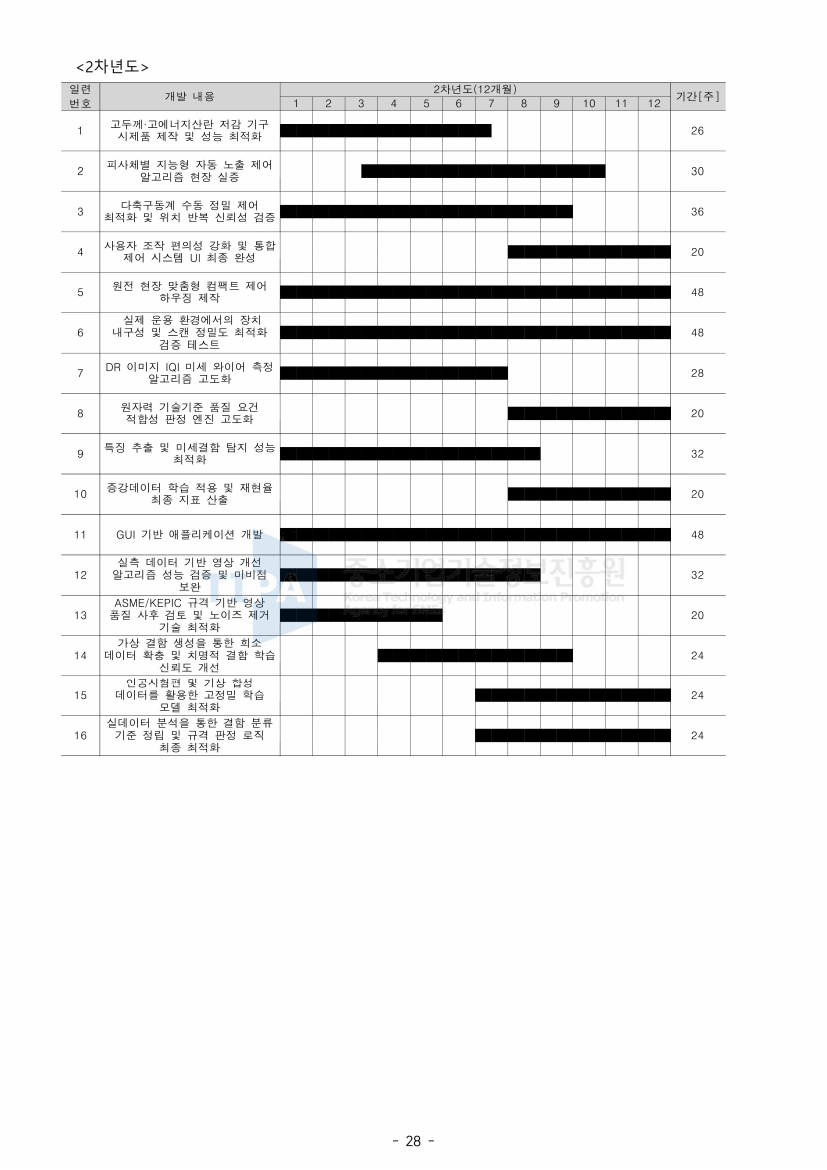 <2차년도>
일련 번호 개발 내용 2차년도(12개월) 기간[주]
1 2 3 4 5 6 7 8 9 10 11 12
1 고두께·고에너지산란 저감 기구 26
시제품 제작 및 성능 최적화
2 피사체별 지능형 자동 노출 제어 30
알고리즘 현장 실증
3 다축구동계 수동 정밀 제어 36
최적화 및 위치 반복 신뢰성 검증
4 사용자 조작 편의성 강화 및 통합 20
제어 시스템 UI 최종 완성
5 원전 현장 맞춤형 컴팩트 제어 48
하우징 제작
6 실제 운용 환경에서의 장치 48
내구성 및 스캔 정밀도 최적화
검증 테스트
7 DR 이미지 IQI 미세 와이어 측정 28
알고리즘 고도화
8 원자력 기술기준 품질 요건 20
적합성 판정 엔진 고도화
9 특징 추출 및 미세결함 탐지 성능 32
최적화
10 증강데이터 학습 적용 및 재현율 20
최종 지표 산출
11 GUI 기반 애플리케이션 개발 48
12 실측 데이터 기반 영상 개선 32
알고리즘 성능 검증 및 미비점
보완
TIPA 중소기업기술정보진흥원
Korea Technology and Information Promotion
Agency for SMEs
13 ASME/KEPIC 규격 기반 영상 20
품질 사후 검토 및 노이즈 제거
기술 최적화
14 가상 결함 생성을 통한 희소 24
데이터 확충 및 치명적 결함 학습
신뢰도 개선
15 인공시험편 및 기상 합성 24
데이터를 활용한 고정밀 학습
모델 최적화
16 실데이터 분석을 통한 결함 분류 24
기준 정립 및 규격 판정 로직
최종 최적화
- 28 -